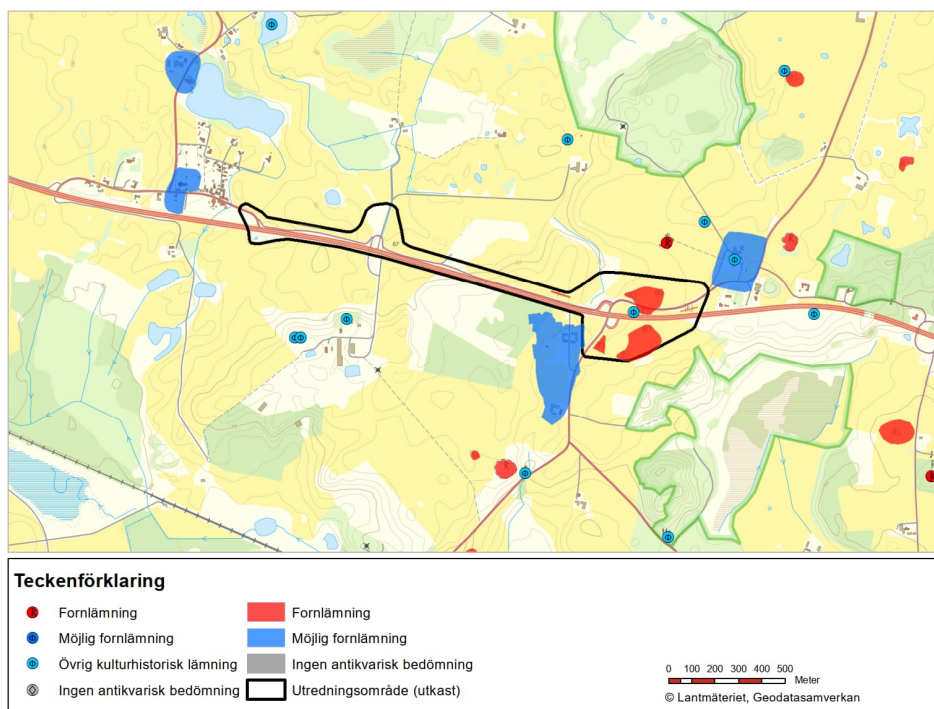 Teckenförklaring
Fornlämning
Fornlämning
Möjlig fornlämning
Möjlig fornlämning
Övrig kulturhistorisk lämning
Ingen antikvarisk bedömning
Ingen antikvarisk bedömning
Utredningsområde (utkast)
0 100 200 300 400 500
Meter
© Lantmäteriet, Geodatasamverkan